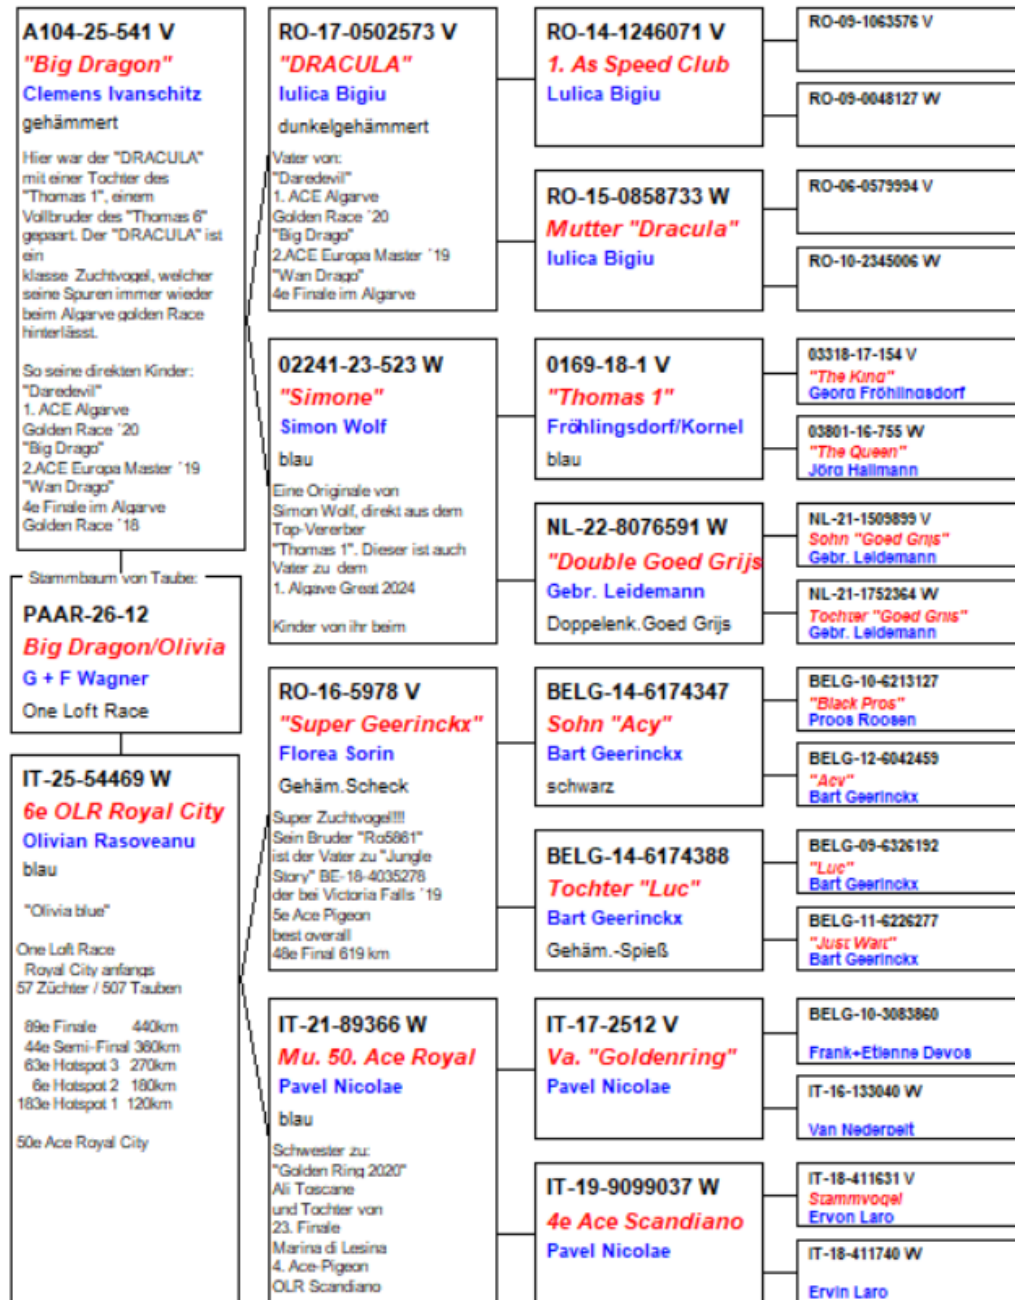 A104-25-541 V
"Big Dragon"
Clemens Ivanschitz
gehämmert
Hier war der "DRACULA"
mit einer Tochter des
"Thomas 1", einem
Vollbruder des "Thomas 6"
gepaart. Der "DRACULA" ist
ein
klasse Zuchtvogel, welcher
seine Spuren immer wieder
beim Algarve golden Race
hinterlässt.
So seine direkten Kinder:
"Daredevil"
1. ACE Algarve
Golden Race ´20
"Big Drago"
2.ACE Europa Master ´19
"Wan Drago"
4e Finale im Algarve
Golden Race ´18
Stammbaum von Taube:
PAAR-26-12
Big Dragon/Olivia
G + F Wagner
One Loft Race
IT-25-54469 W
6e OLR Royal City
Olivian Rasoveanu
blau
"Olivia blue"
One Loft Race
Royal City anfangs
57 Züchter / 507 Tauben
89e Finale 440km
44e Semi-Final 360km
63e Hotspot 3 270km
6e Hotspot 2 180km
183e Hotspot 1 120km
50e Ace Royal City
RO-17-0502573 V
"DRACULA"
Iulica Bigiu
dunkelgehämmert
Vater von:
"Daredevil"
1. ACE Algarve
Golden Race ´20
"Big Drago"
2.ACE Europa Master ´19
"Wan Drago"
4e Finale im Algarve
02241-23-523 W
"Simone"
Simon Wolf
blau
Eine Originale von
Simon Wolf, direkt aus dem
Top-Vererber
"Thomas 1". Dieser ist auch
Vater zu dem
1. Algave Great 2024
Kinder von ihr beim
RO-16-5978 V
"Super Geerinckx"
Florea Sorin
Gehäm.Scheck
Super Zuchtvogel!!!!
Sein Bruder "Ro5861"
ist der Vater zu "Jungle
Story" BE-18-4035278
der bei Victoria Falls ´19
5e Ace Pigeon
best overall
48e Final 619 km
IT-21-89366 W
Mu. 50. Ace Royal
Pavel Nicolae
blau
Schwester zu:
"Golden Ring 2020"
Ali Toscane
und Tochter von
23. Finale
Marina di Lesina
4. Ace-Pigeon
OLR Scandiano
RO-14-1246071 V
1. As Speed Club
Lulica Bigiu
RO-15-0858733 W
Mutter "Dracula"
Iulica Bigiu
0169-18-1 V
"Thomas 1"
Fröhlingsdorf/Kornel
blau
NL-22-8076591 W
"Double Goed Grijs
Gebr. Leidemann
Doppelenk.Goed Grijs
BELG-14-6174347
Sohn "Acy"
Bart Geerinckx
schwarz
BELG-14-6174388
Tochter "Luc"
Bart Geerinckx
Gehäm.-Spieß
IT-17-2512 V
Va. "Goldenring"
Pavel Nicolae
IT-19-9099037 W
4e Ace Scandiano
Pavel Nicolae
RO-09-1063576 V
RO-09-0048127 W
RO-06-0579994 V
RO-10-2345006 W
03318-17-154 V
"The King"
Georg Fröhlingsdorf
03801-16-755 W
"The Queen"
Jörg Hallmann
NL-21-1509899 V
Sohn "Goed Grijs"
Gebr. Leidemann
NL-21-1752364 W
Tochter "Goed Grijs"
Gebr. Leidemann
BELG-10-6213127
"Black Pros"
Proos Roosen
BELG-12-6042459
"Acy"
Bart Geerinckx
BELG-09-6326192
"Luc"
Bart Geerinckx
BELG-11-6226277
"Just Wait"
Bart Geerinckx
BELG-10-3083860
Frank+Etienne Devos
IT-16-133040 W
Van Nederpelt
IT-18-411631 V
Stammvogel
Ervon Laro
IT-18-411740 W
Ervin Laro